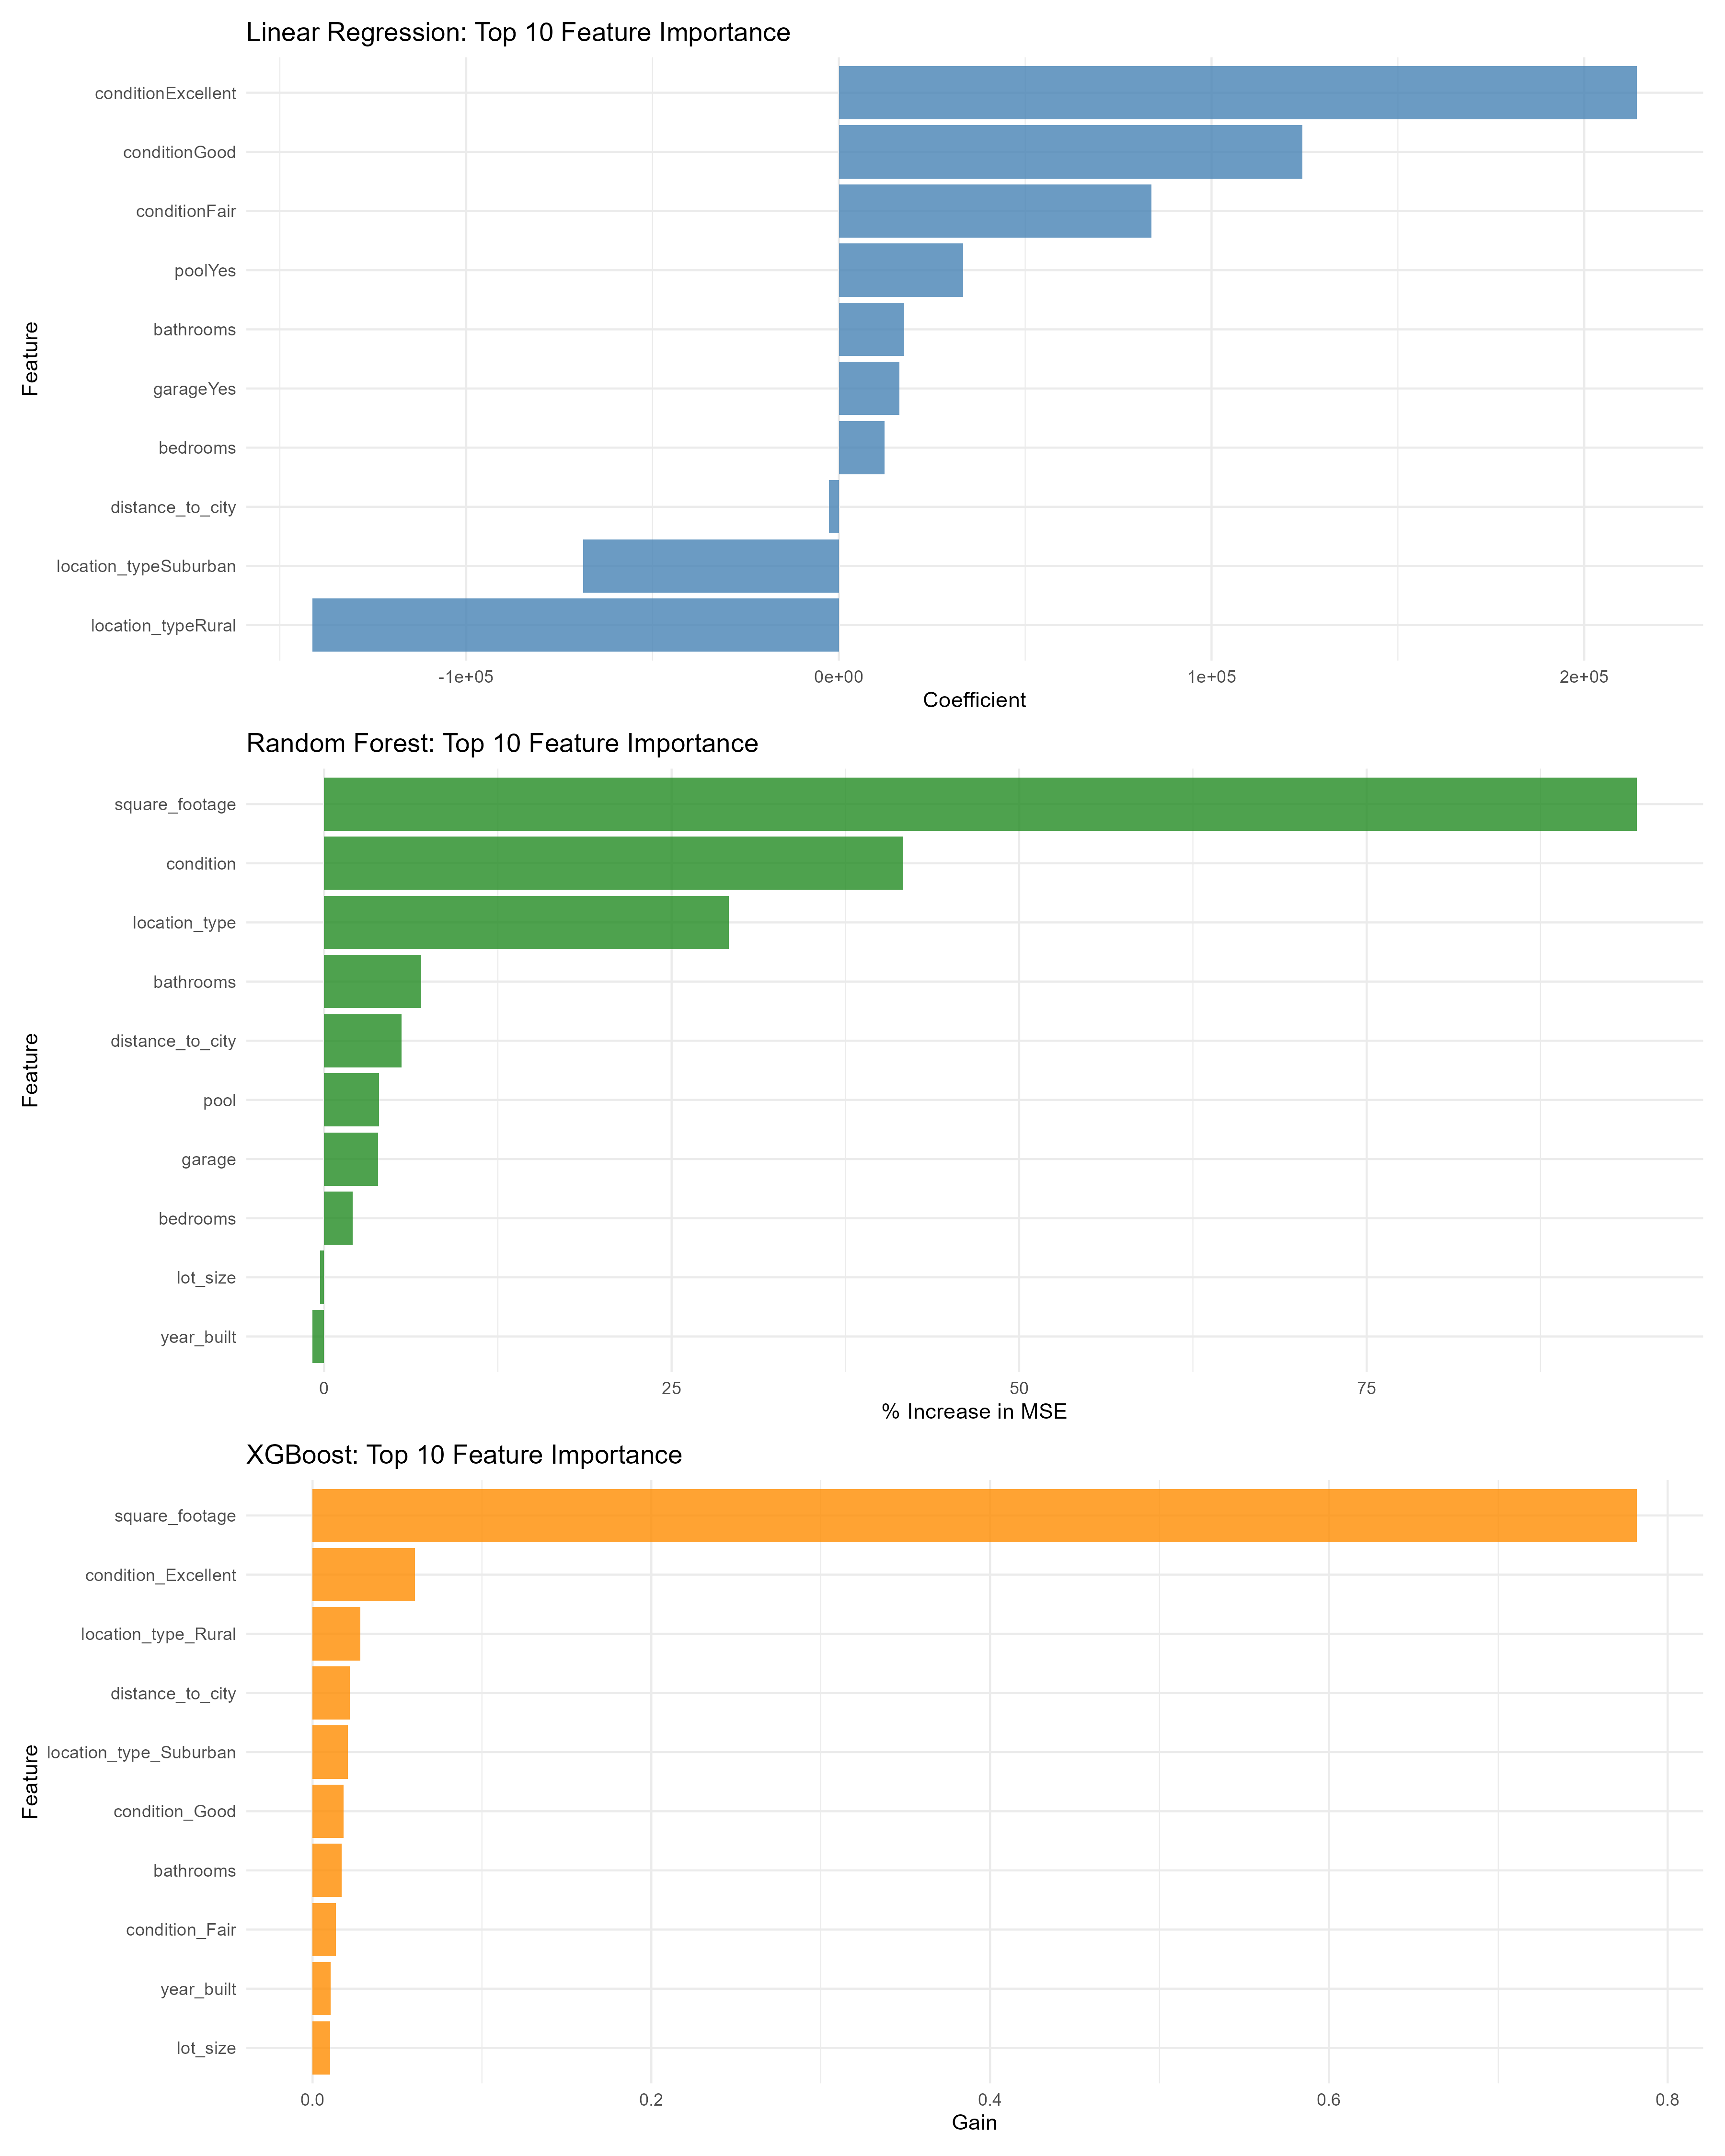 Linear Regression: Top 10 Feature Importance
Feature
conditionExcellent
conditionGood
conditionFair
poolYes
bathrooms
garageYes
bedrooms
distance_to_city
location_typeSuburban
location_typeRural
-1e+05 0e+00 1e+05 2e+05
Coefficient
Random Forest: Top 10 Feature Importance
Feature
square_footage
condition
location_type
bathrooms
distance_to_city
pool
garage
bedrooms
lot_size
year_built
0 25 50 75
% Increase in MSE
XGBoost: Top 10 Feature Importance
Feature
square_footage
condition_Excellent
location_type_Rural
distance_to_city
location_type_Suburban
condition_Good
bathrooms
condition_Fair
year_built
lot_size
0.0 0.2 0.4 0.6 0.8
Gain